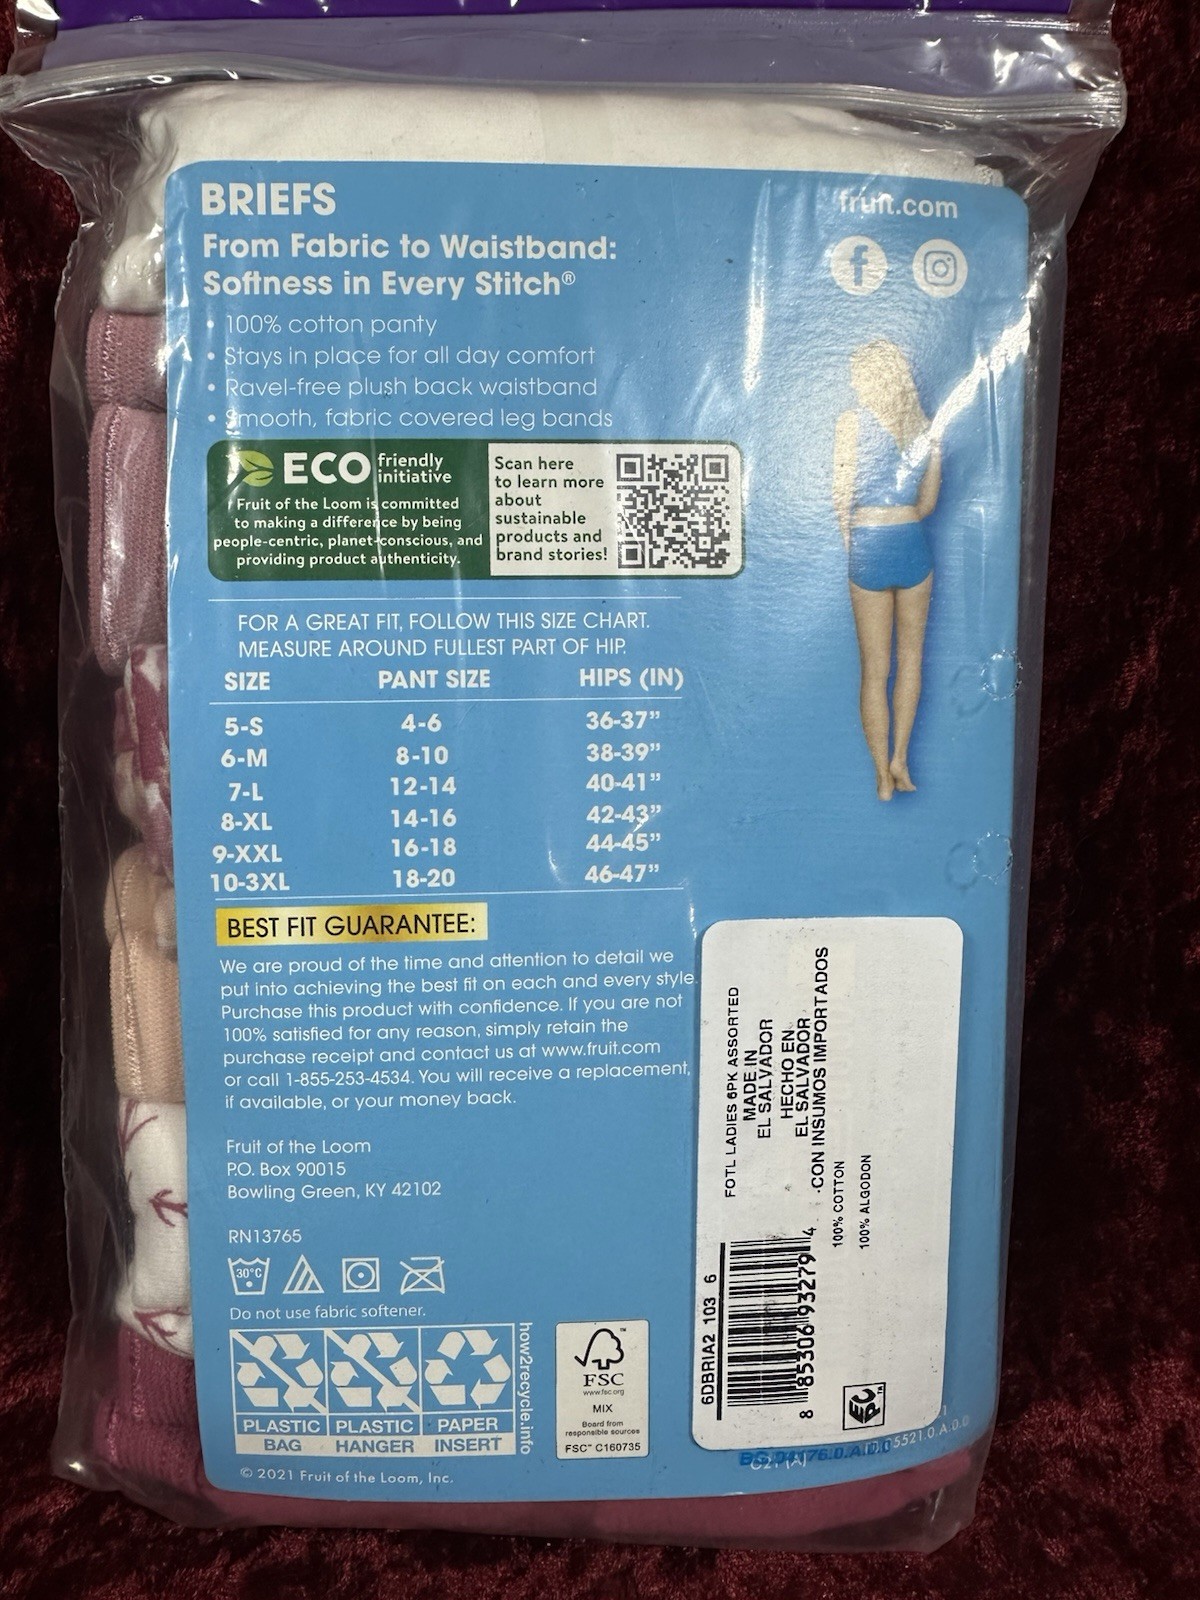 BRIEFS
From Fabric to Waistband:
Softness in Every Stitch®
• 100% cotton panty
• Stays in place for all day comfort
• Ravel-free plush back waistband
• Smooth, fabric covered leg bands
fruit.com
ECO friendly initiative
Fruit of the Loom is committed
to making a difference by being
people-centric, planet-conscious, and
providing product authenticity.
Scan here
to learn more
about
sustainable
products and
brand stories!
FOR A GREAT FIT, FOLLOW THIS SIZE CHART.
MEASURE AROUND FULLEST PART OF HIP.
SIZE PANT SIZE HIPS (IN)
5-S 4-6 36-37”
6-M 8-10 38-39”
7-L 12-14 40-41”
8-XL 14-16 42-43”
9-XXL 16-18 44-45”
10-3XL 18-20 46-47”
BEST FIT GUARANTEE:
We are proud of the time and attention to detail we
put into achieving the best fit on each and every style.
Purchase this product with confidence. If you are not
100% satisfied for any reason, simply retain the
purchase receipt and contact us at www.fruit.com
or call 1-855-253-4534. You will receive a replacement,
if available, or your money back.
Fruit of the Loom
P.O. Box 90015
Bowling Green, KY 42102
RN13765
30°C
Do not use fabric softener.
PLASTIC BAG
PLASTIC HANGER
PAPER INSERT
how2recycle.info
FSC™
www.fsc.org
MIX
Board from
responsible sources
FSC™ C160735
© 2021 Fruit of the Loom, Inc.
FOTL LADIES 6PK ASSORTED
MADE IN
EL SALVADOR
HECHO EN
EL SALVADOR
CON INSUMOS IMPORTADOS
100% COTTON
100% ALGODON
6DBRIA2 103 6
8 85306 93279 4
EPC™